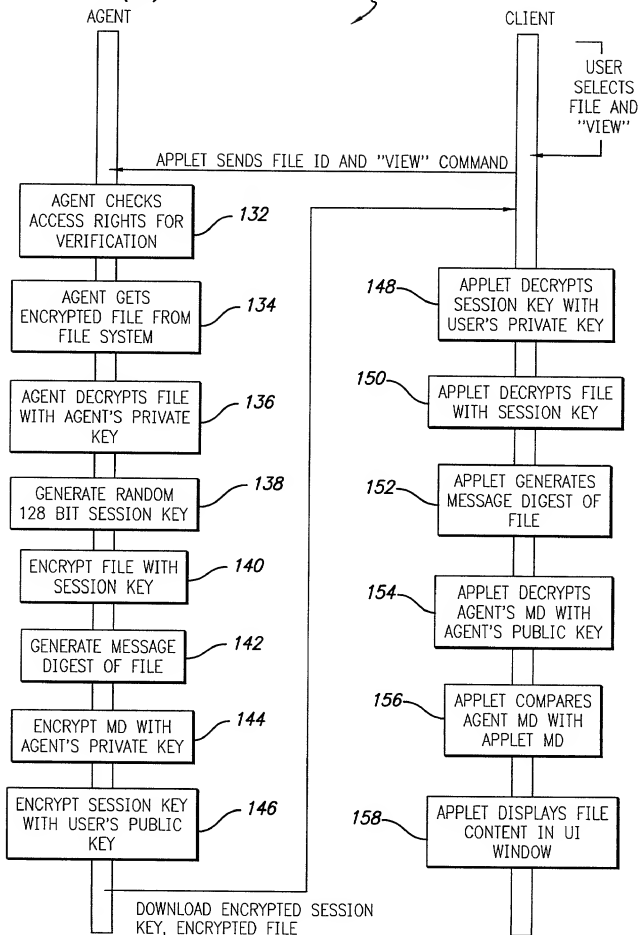 AGENT
CLIENT
USER
SELECTS
FILE AND
"VIEW"
APPLET SENDS FILE ID AND "VIEW" COMMAND
AGENT CHECKS
ACCESS RIGHTS FOR
VERIFICATION
132
AGENT GETS
ENCRYPTED FILE FROM
FILE SYSTEM
134
AGENT DECRYPTS FILE
WITH AGENT'S PRIVATE
KEY
136
GENERATE RANDOM
128 BIT SESSION KEY
138
ENCRYPT FILE WITH
SESSION KEY
140
GENERATE MESSAGE
DIGEST OF FILE
142
ENCRYPT MD WITH
AGENT'S PRIVATE KEY
144
ENCRYPT SESSION KEY
WITH USER'S PUBLIC
KEY
146
DOWNLOAD ENCRYPTED SESSION
KEY, ENCRYPTED FILE
148
APPLET DECRYPTS
SESSION KEY WITH
USER'S PRIVATE KEY
150
APPLET DECRYPTS FILE
WITH SESSION KEY
152
APPLET GENERATES
MESSAGE DIGEST OF
FILE
154
APPLET DECRYPTS
AGENT'S MD WITH
AGENT'S PUBLIC KEY
156
APPLET COMPARES
AGENT MD WITH
APPLET MD
158
APPLET DISPLAYS FILE
CONTENT IN UI
WINDOW